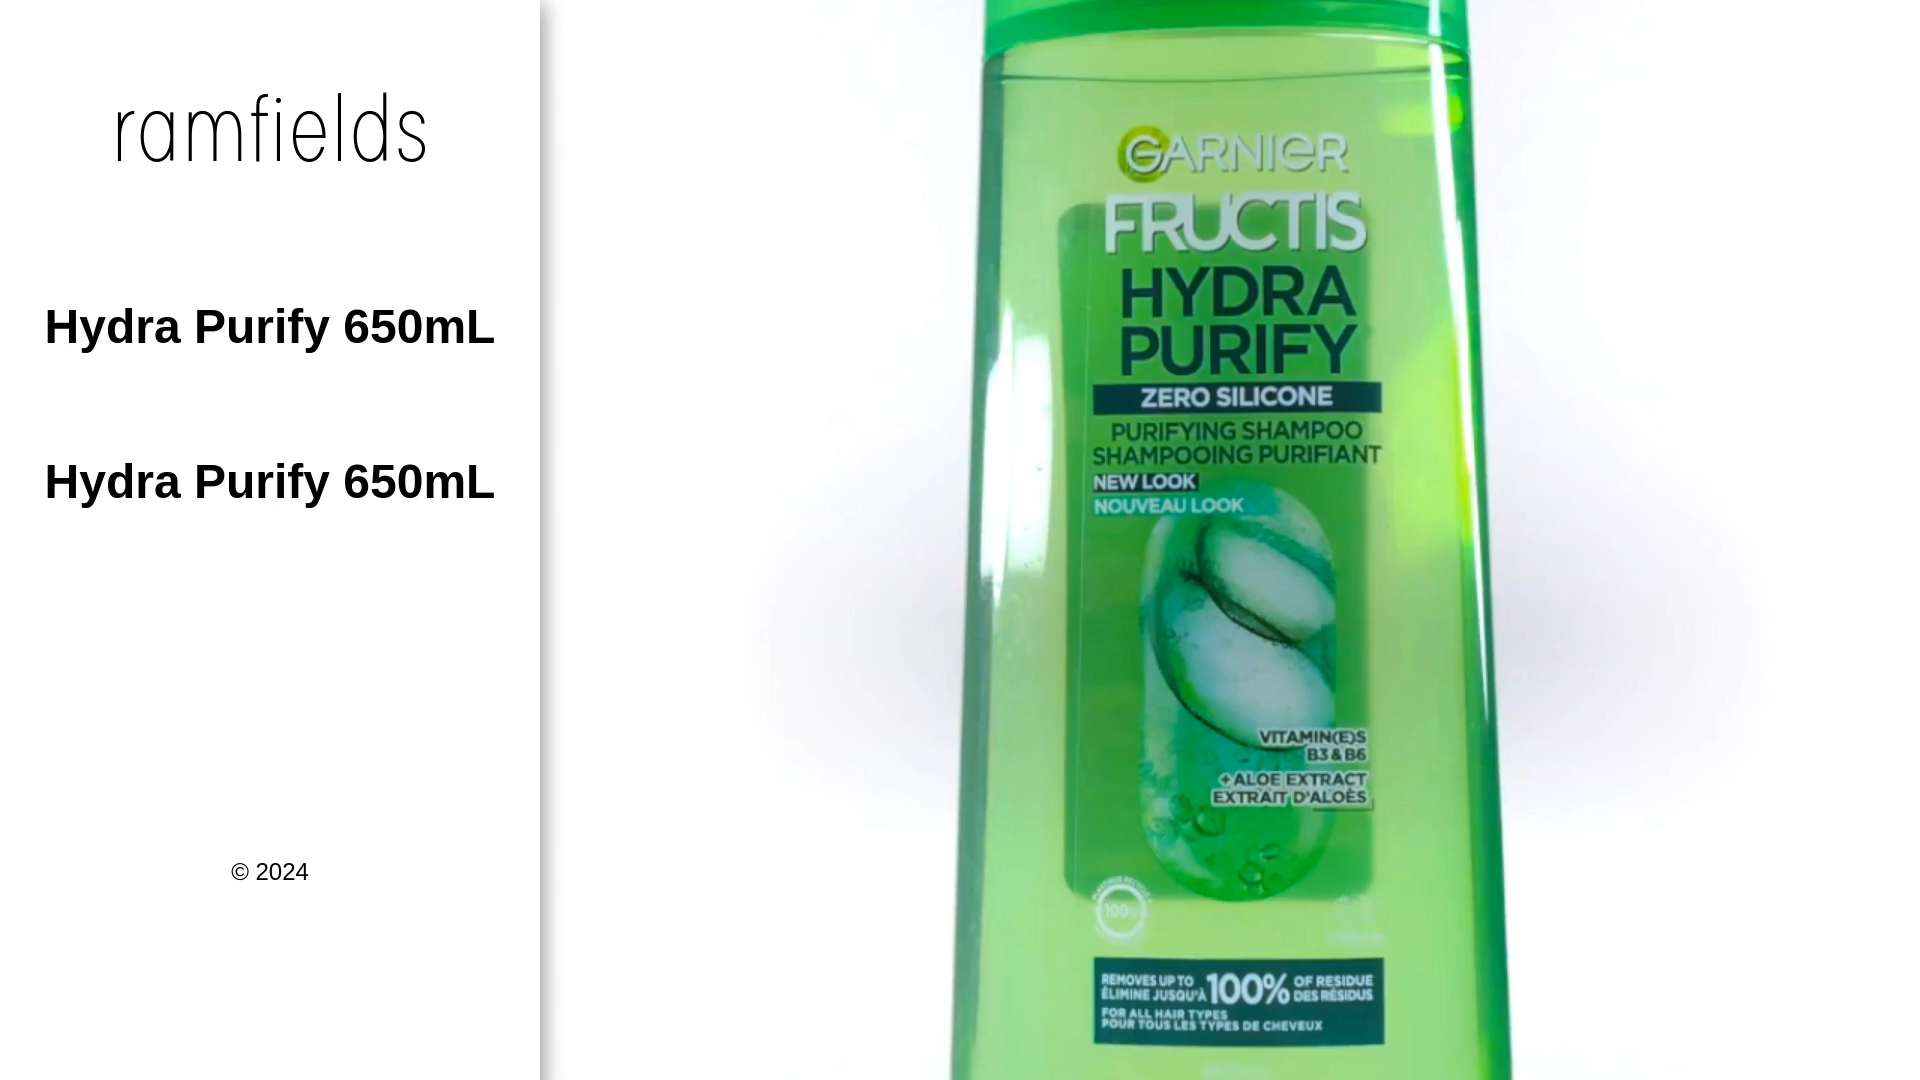 ramfields
Hydra Purify 650mL
Hydra Purify 650mL
© 2024
GARNIER
FRUCTIS
HYDRA
PURIFY
ZERO SILICONE
PURIFYING SHAMPOO
SHAMPOOING PURIFIANT
NEW LOOK
NOUVEAU LOOK
VITAMIN(E)S
B3 & B6
+ ALOE EXTRACT
EXTRAIT D'ALOÈS
100%
REMOVES UP TO 100% OF RESIDUE
ÉLIMINE JUSQU'À DES RÉSIDUS
FOR ALL HAIR TYPES
POUR TOUS LES TYPES DE CHEVEUX